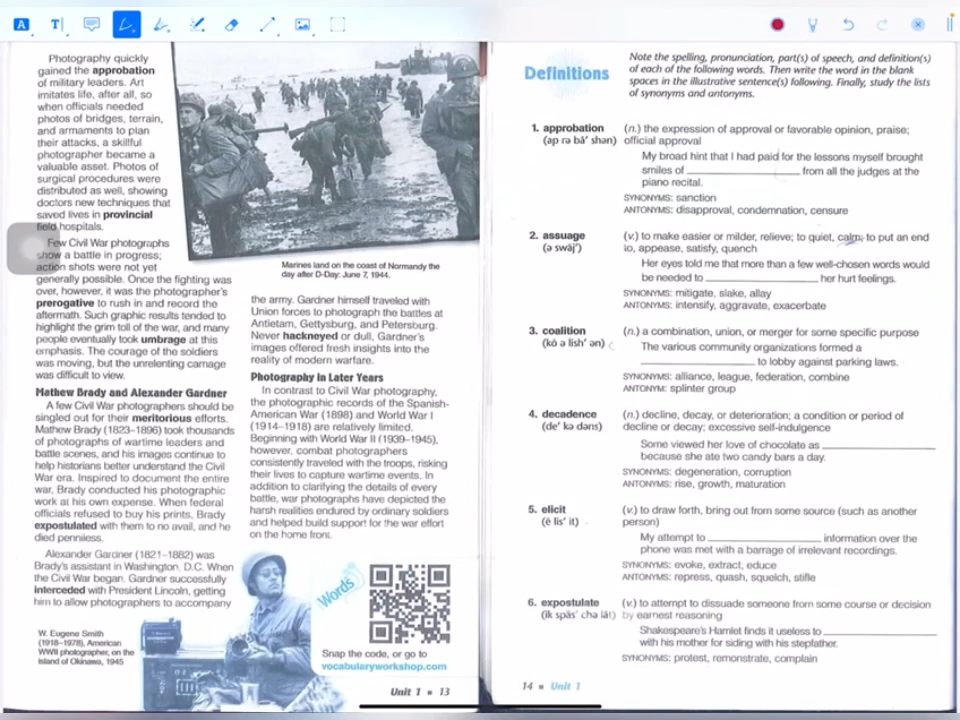 Photography quickly
gained the approbation
of military leaders. Art
imitates life, after all, so
when officials needed
photos of bridges, terrain,
and armaments to plan
their attacks, a skillful
photographer became a
valuable asset. Photos of
surgical procedures were
distributed as well, showing
doctors new techniques that
saved lives in provincial
field hospitals.
Few Civil War photographs
show a battle in progress;
action shots were not yet
generally possible. Once the fighting was
over, however, it was the photographer's
prerogative to rush in and record the
aftermath. Such graphic results tended to
highlight the grim toll of the war, and many
people eventually took umbrage at this
emphasis. The courage of the soldiers
was moving, but the unrelenting carnage
was difficult to view.
Mathew Brady and Alexander Gardner
A few Civil War photographers should be
singled out for their meritorious efforts.
Mathew Brady (1823–1896) took thousands
of photographs of wartime leaders and
battle scenes, and his images continue to
help historians better understand the Civil
War era. Inspired to document the entire
war, Brady conducted his photographic
work at his own expense. When federal
officials refused to buy his prints, Brady
expostulated with them to no avail, and he
died penniless.
Alexander Gardner (1821–1882) was
Brady's assistant in Washington, D.C. When
the Civil War began, Gardner successfully
interceded with President Lincoln, getting
him to allow photographers to accompany
W. Eugene Smith
(1918–1978), American
WWII photographer, on the
island of Okinawa, 1945
Marines land on the coast of Normandy the
day after D-Day: June 7, 1944.
the army. Gardner himself traveled with
Union forces to photograph the battles at
Antietam, Gettysburg, and Petersburg.
Never hackneyed or dull, Gardner's
images offered fresh insights into the
reality of modern warfare.
Photography in Later Years
In contrast to Civil War photography,
the photographic records of the Spanish-
American War (1898) and World War I
(1914–1918) are relatively limited.
Beginning with World War II (1939–1945),
however, combat photographers
consistently traveled with the troops, risking
their lives to capture wartime events. In
addition to clarifying the details of every
battle, war photographs have depicted the
harsh realities endured by ordinary soldiers
and helped build support for the war effort
on the home front.
Words
Snap the code, or go to
vocabularyworkshop.com
Unit 1 ■ 13
Definitions
Note the spelling, pronunciation, part(s) of speech, and definition(s)
of each of the following words. Then write the word in the blank
spaces in the illustrative sentence(s) following. Finally, study the lists
of synonyms and antonyms.
1. approbation (n.) the expression of approval or favorable opinion, praise;
(ap rə bā' shən) official approval
My broad hint that I had paid for the lessons myself brought
smiles of ____________ from all the judges at the
piano recital.
SYNONYMS: sanction
ANTONYMS: disapproval, condemnation, censure
2. assuage (v.) to make easier or milder, relieve; to quiet, calm; to put an end
(ə swāj') to, appease, satisfy, quench
Her eyes told me that more than a few well-chosen words would
be needed to ____________ her hurt feelings.
SYNONYMS: mitigate, slake, allay
ANTONYMS: intensify, aggravate, exacerbate
3. coalition (n.) a combination, union, or merger for some specific purpose
(kō ə lish' ən) The various community organizations formed a
____________ to lobby against parking laws.
SYNONYMS: alliance, league, federation, combine
ANTONYM: splinter group
4. decadence (n.) decline, decay, or deterioration; a condition or period of
(de' kə dəns) decline or decay; excessive self-indulgence
Some viewed her love of chocolate as ____________
because she ate two candy bars a day.
SYNONYMS: degeneration, corruption
ANTONYMS: rise, growth, maturation
5. elicit (v.) to draw forth, bring out from some source (such as another
(ē lis' it) person)
My attempt to ____________ information over the
phone was met with a barrage of irrelevant recordings.
SYNONYMS: evoke, extract, educe
ANTONYMS: repress, quash, squelch, stifle
6. expostulate (v.) to attempt to dissuade someone from some course or decision
(ik späs' chə lāt) by earnest reasoning
Shakespeare's Hamlet finds it useless to ____________
with his mother for siding with his stepfather.
SYNONYMS: protest, remonstrate, complain
14 ■ Unit 1